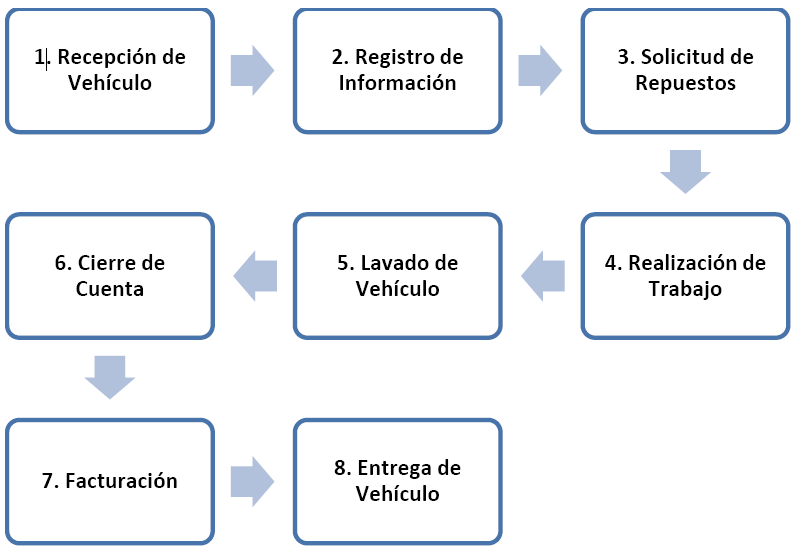 1. Recepción de
Vehículo
2. Registro de
Información
3. Solicitud de
Repuestos
4. Realización de
Trabajo
5. Lavado de
Vehículo
6. Cierre de
Cuenta
7. Facturación
8. Entrega de
Vehículo